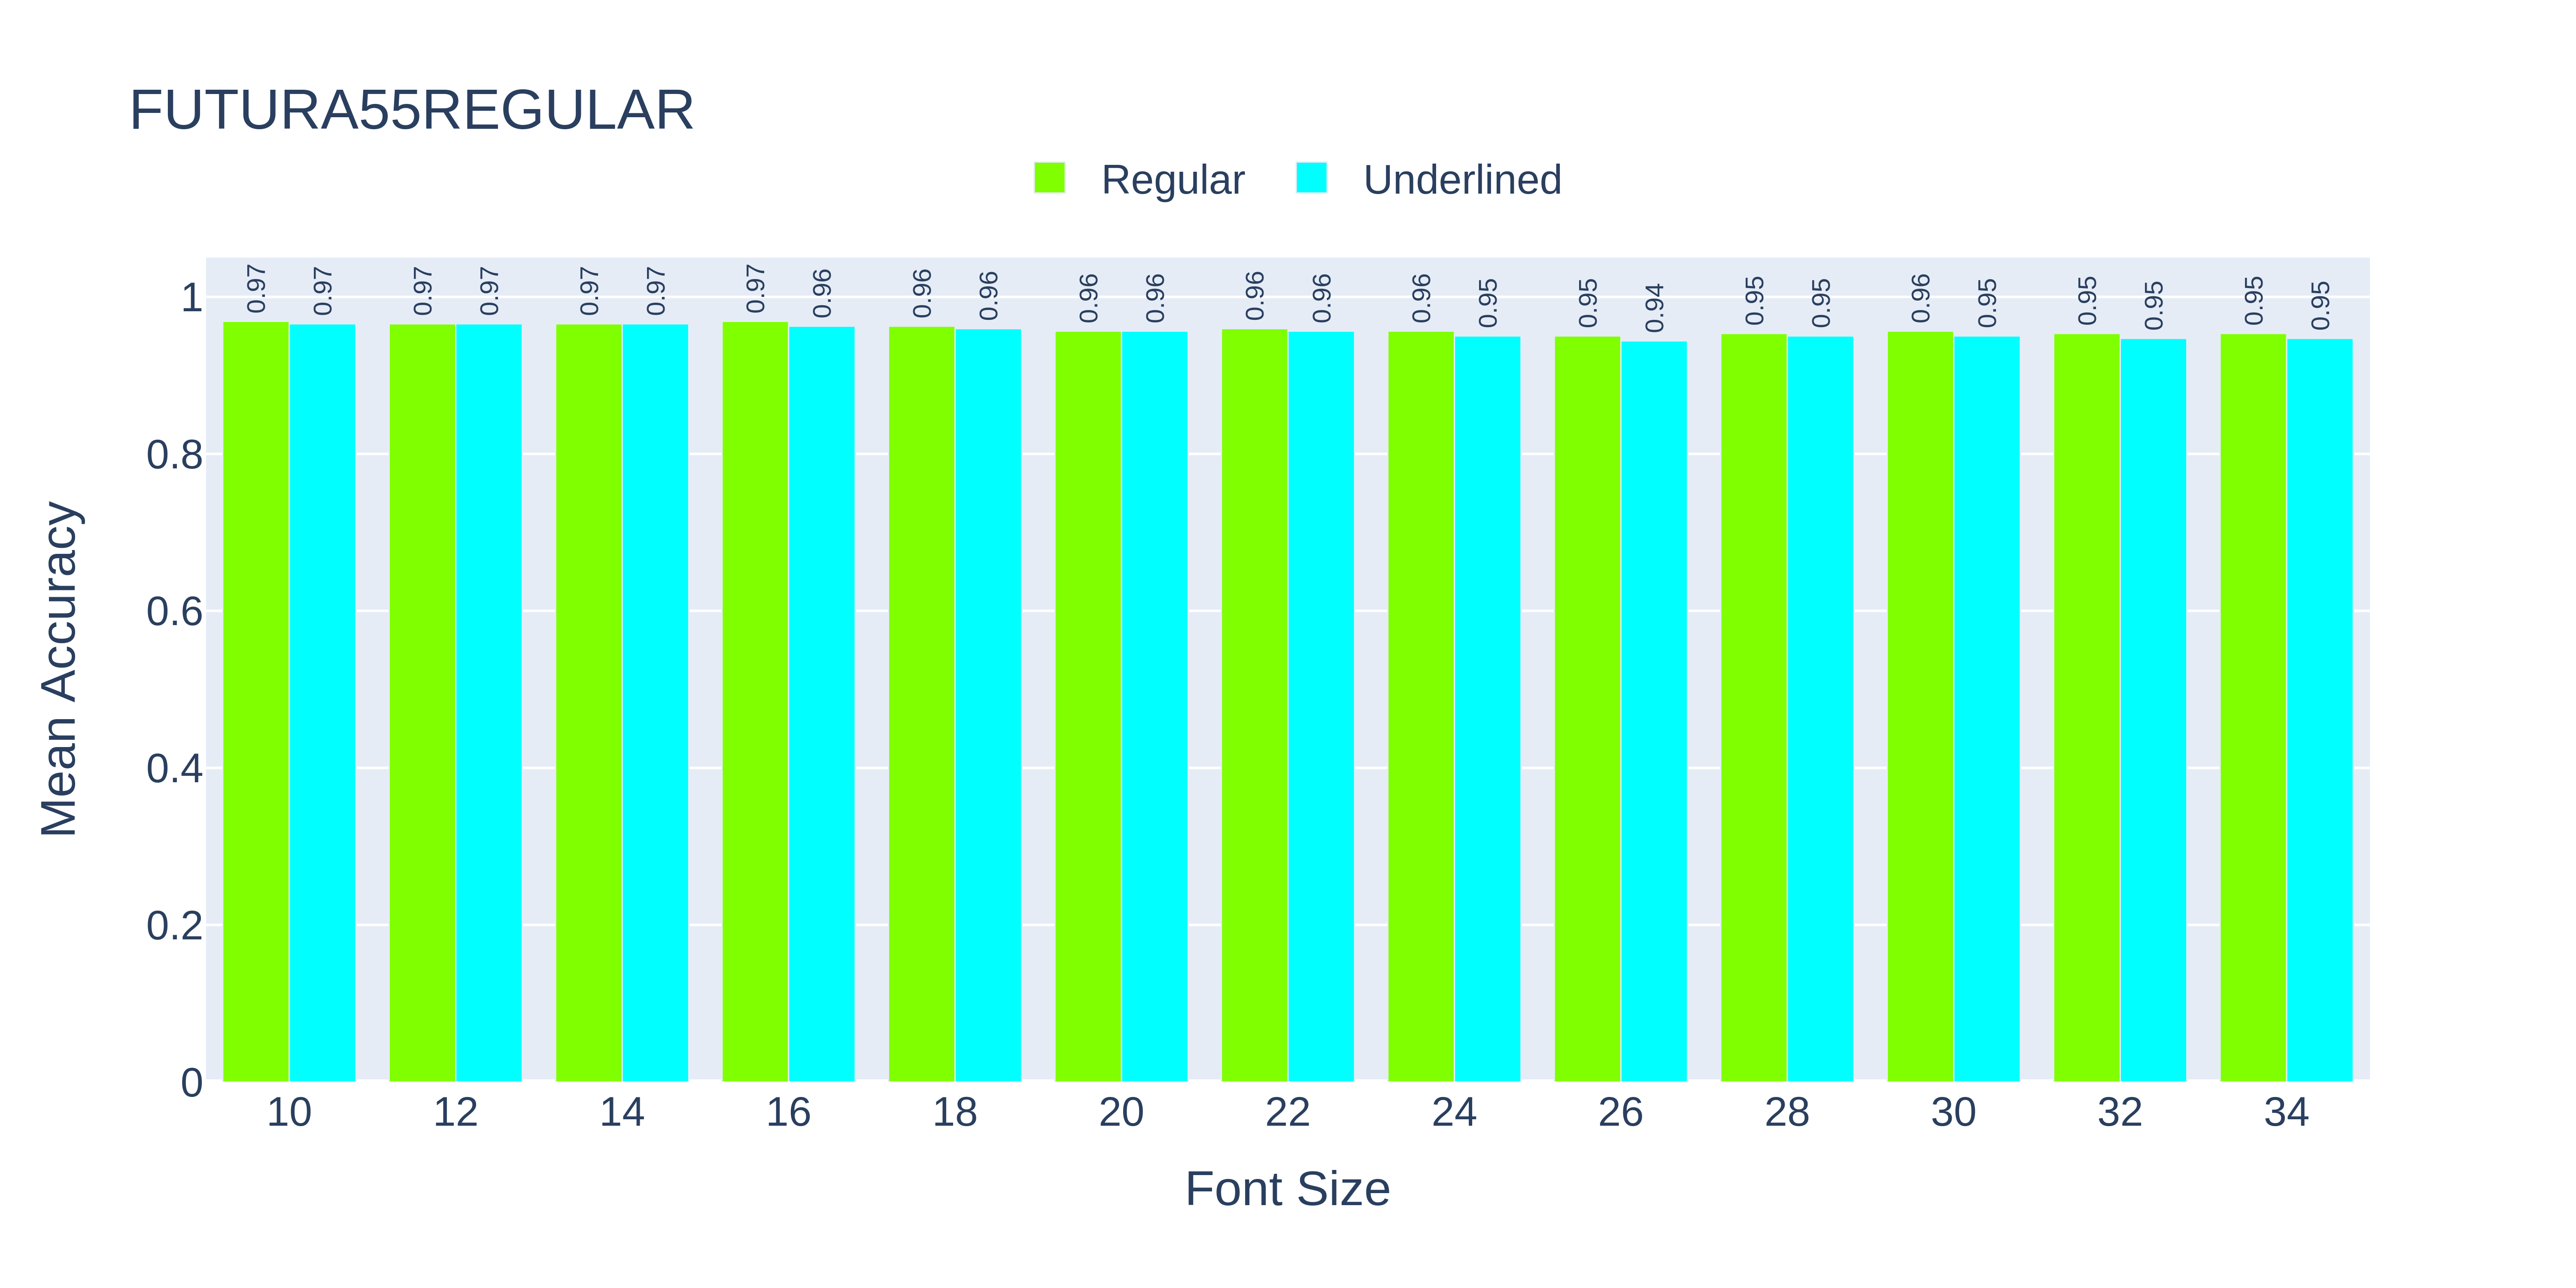 FUTURA55REGULAR
Regular Underlined
0.97 0.97 0.97 0.97 0.97 0.97 0.97 0.96 0.96 0.96 0.96 0.96 0.96 0.96 0.96 0.95 0.95 0.94 0.95 0.95 0.96 0.95 0.95 0.95 0.95 0.95
1
0.8
0.6
0.4
0.2
0
Mean Accuracy
10 12 14 16 18 20 22 24 26 28 30 32 34
Font Size